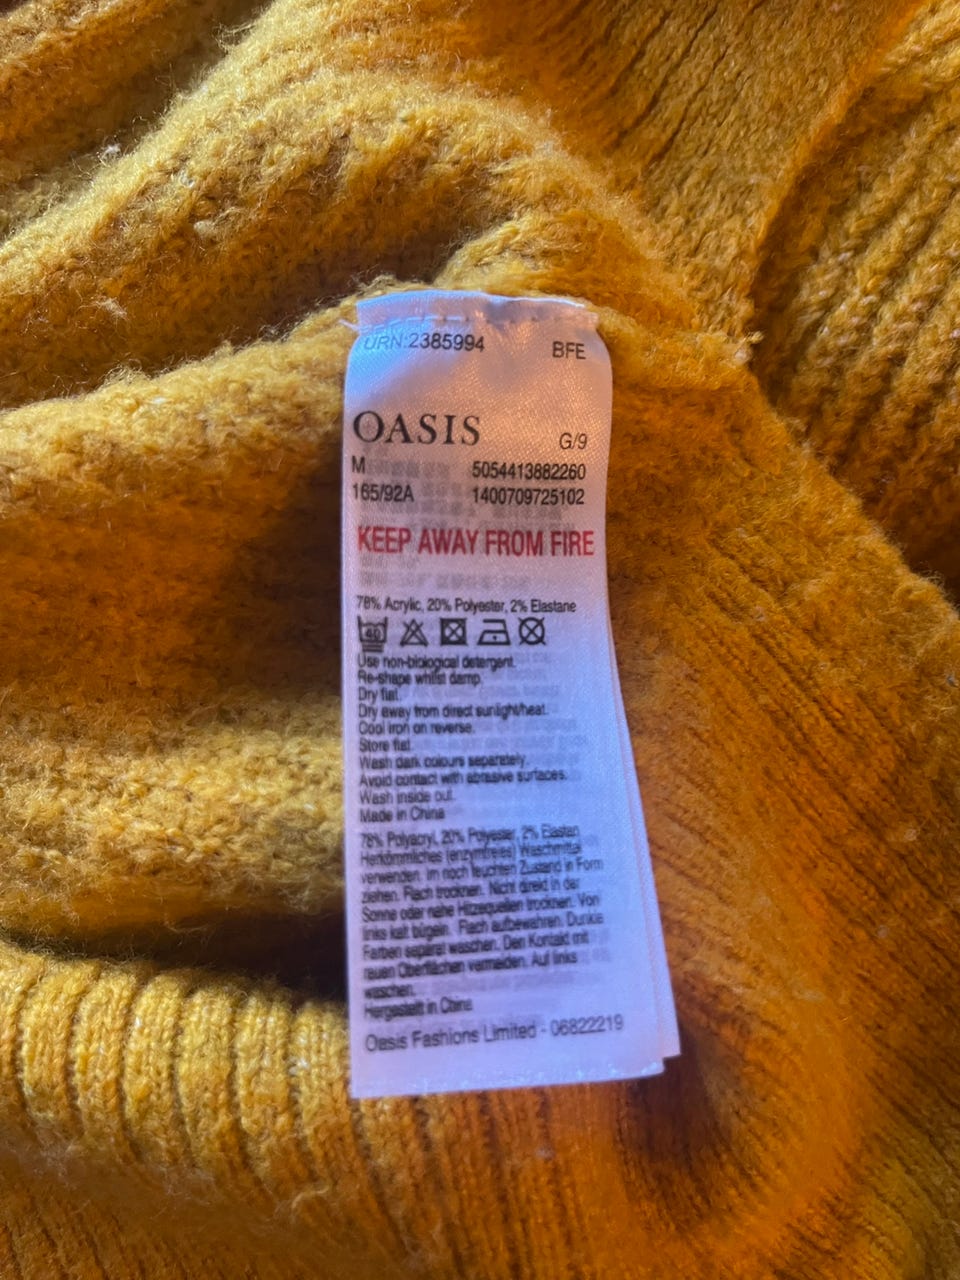 URN:2385994 BFE
OASIS G/9
M 5054413882260
165/92A 1400709725102
KEEP AWAY FROM FIRE
78% Acrylic, 20% Polyester, 2% Elastane
40
Use non-biological detergent.
Re-shape whilst damp.
Dry flat.
Dry away from direct sunlight/heat.
Cool iron on reverse.
Store flat.
Wash dark colours separately.
Avoid contact with abrasive surfaces.
Wash inside out.
Made in China
78% Polyacryl, 20% Polyester, 2% Elastan
Herkömmliches (enzymfreies) Waschmittel
verwenden. Im noch feuchten Zustand in Form
ziehen. Flach trocknen. Nicht direkt in der
Sonne oder nahe Hitzequellen trocknen. Von
links kalt bügeln. Flach aufbewahren. Dunkle
Farben separat waschen. Den Kontakt mit
rauen Oberflächen vermeiden. Auf links
waschen.
Hergestellt in China
Oasis Fashions Limited - 06822219